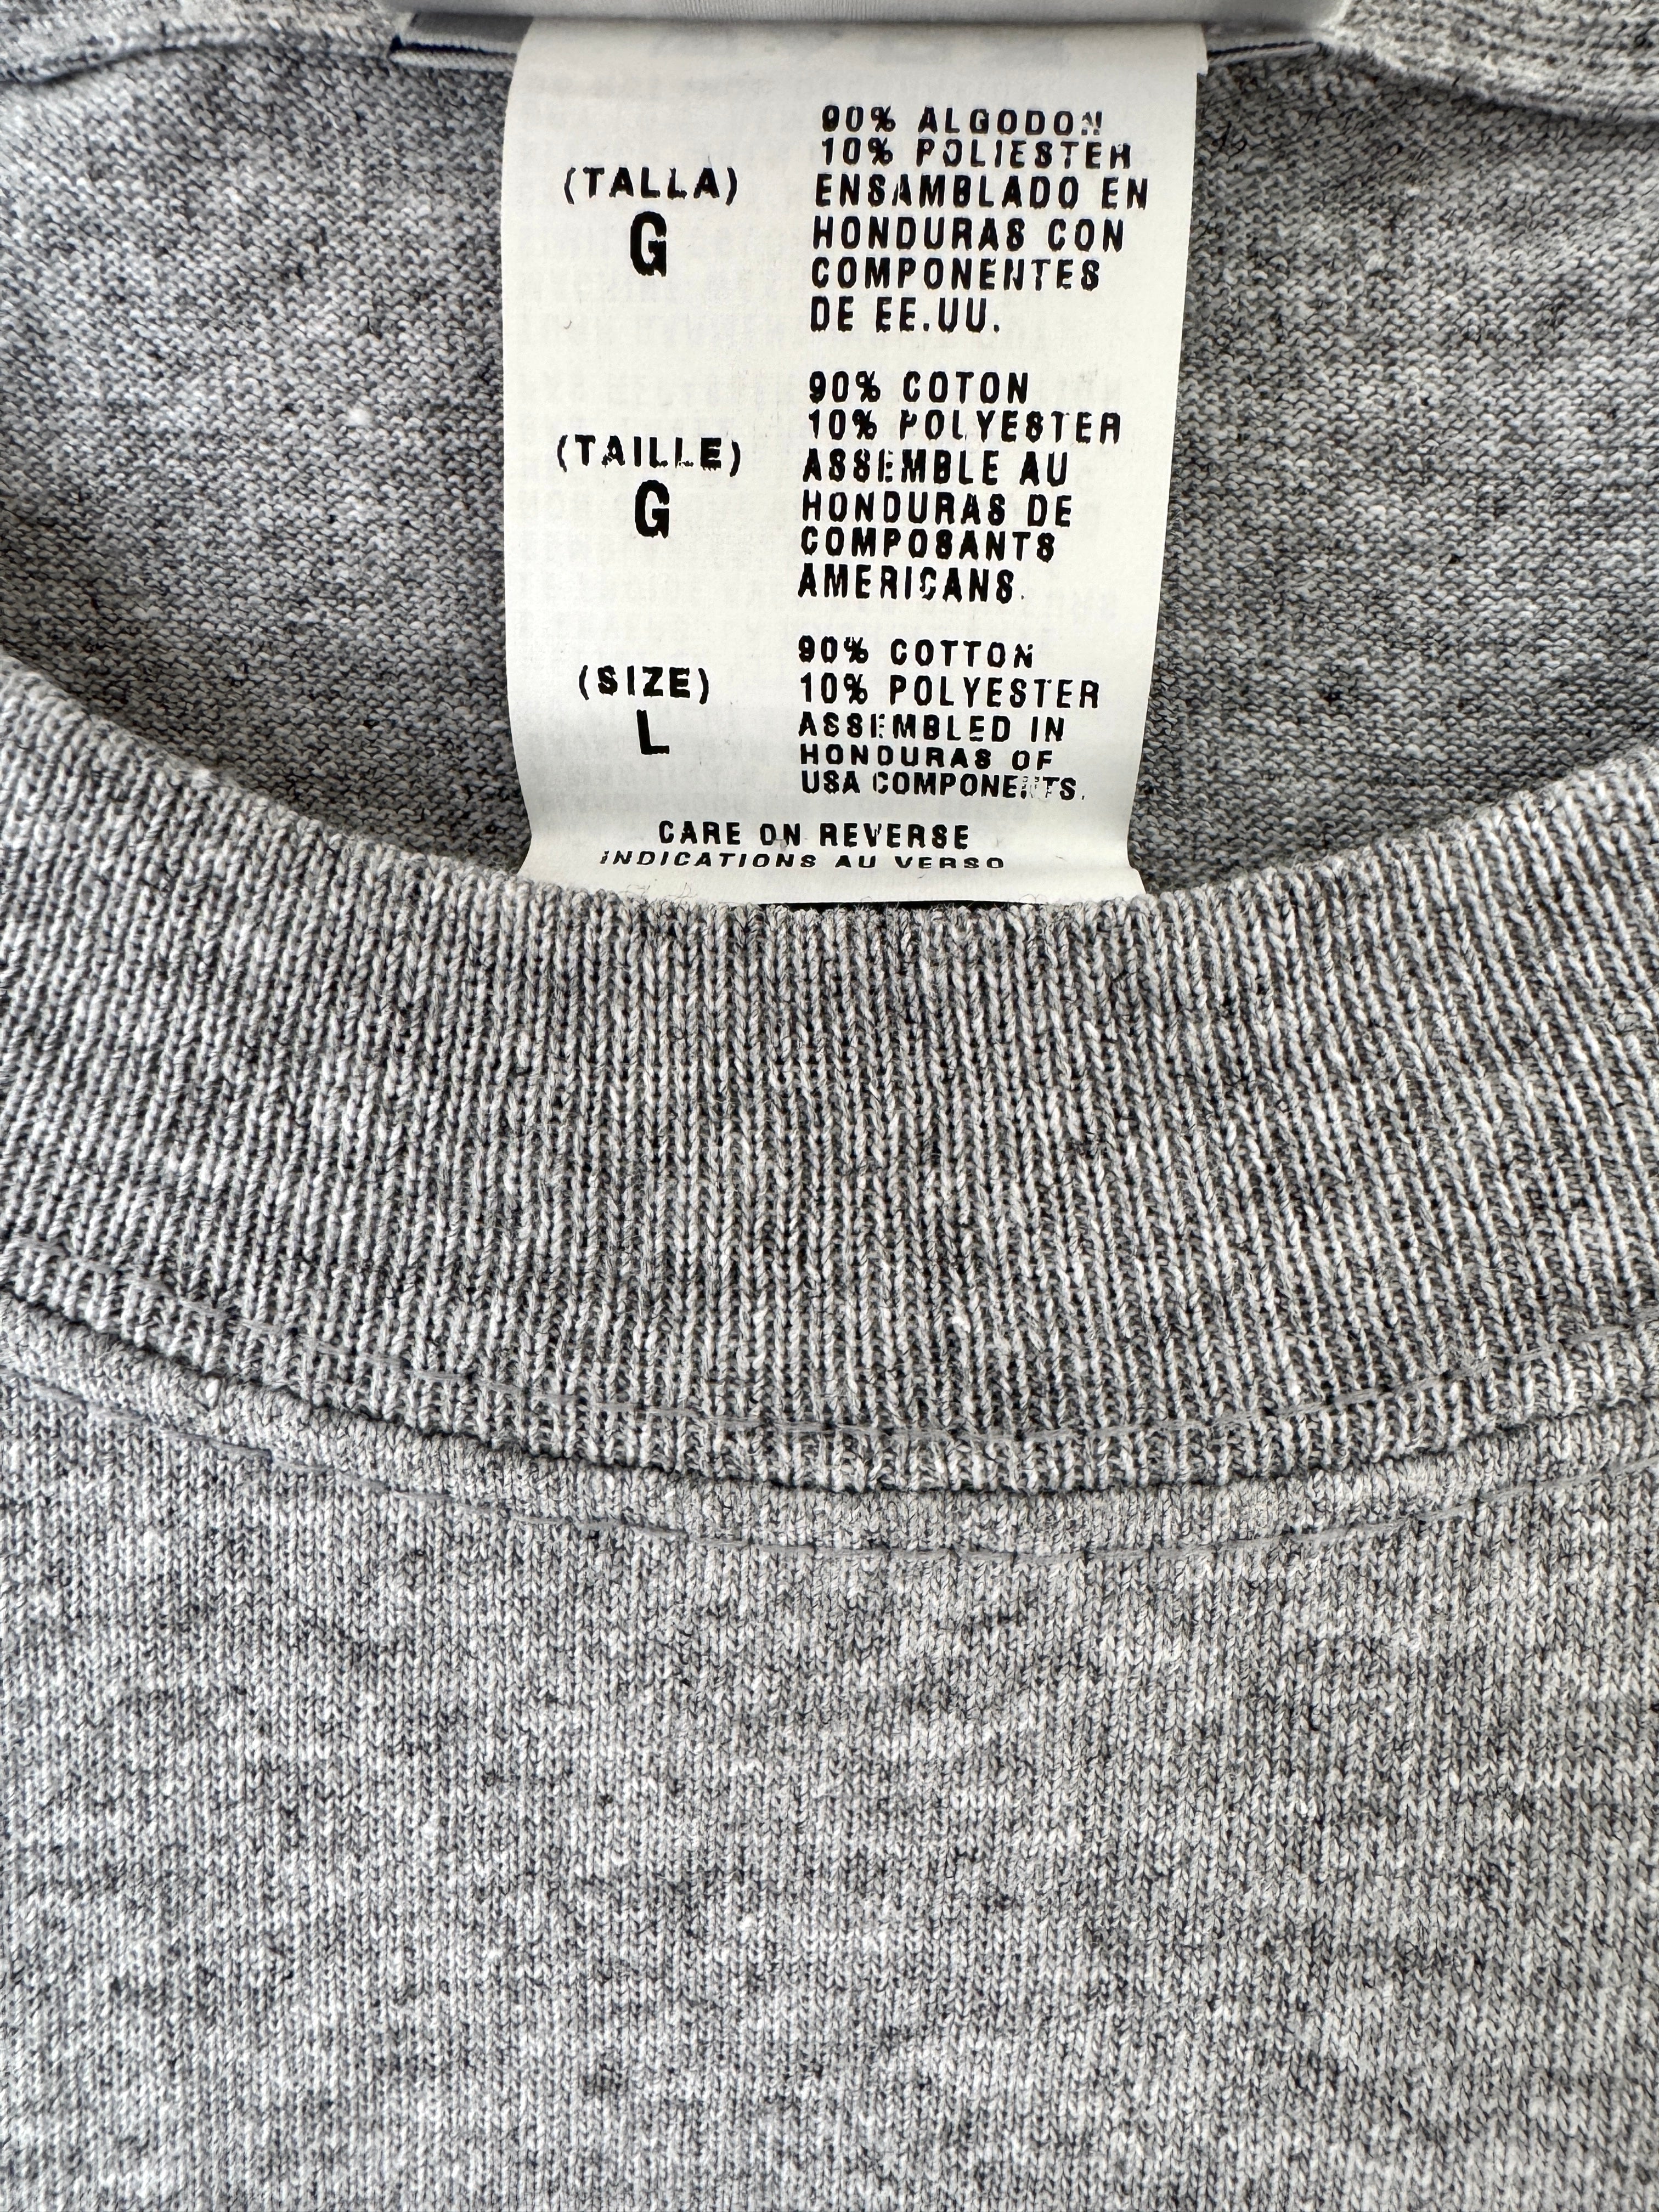 (TALLA)
G
90% ALGODON
10% POLIESTER
ENSAMBLADO EN
HONDURAS CON
COMPONENTES
DE EE.UU.
(TAILLE)
G
90% COTON
10% POLYESTER
ASSEMBLE AU
HONDURAS DE
COMPOSANTS
AMERICANS.
(SIZE)
L
90% COTTON
10% POLYESTER
ASSEMBLED IN
HONDURAS OF
USA COMPONENTS.
CARE ON REVERSE
INDICATIONS AU VERSO